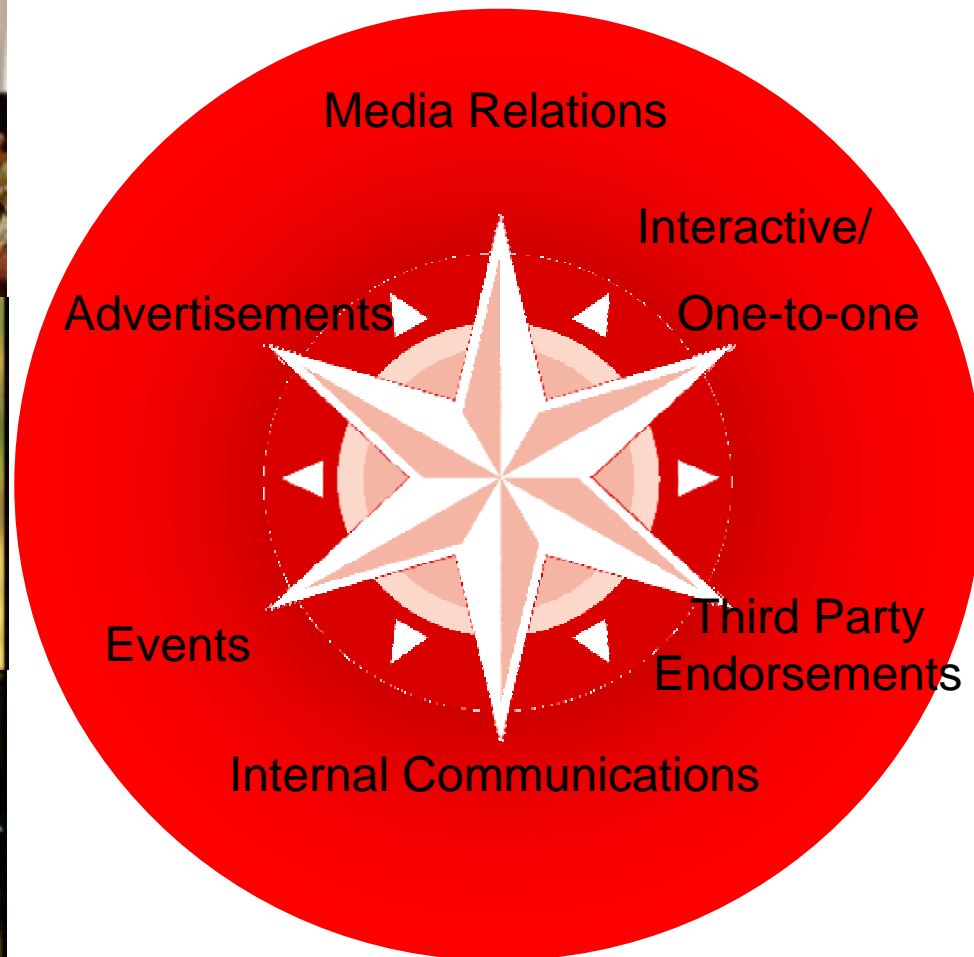 Media Relations
Interactive/
One-to-one
Advertisements
Third Party
Endorsements
Events
Internal Communications